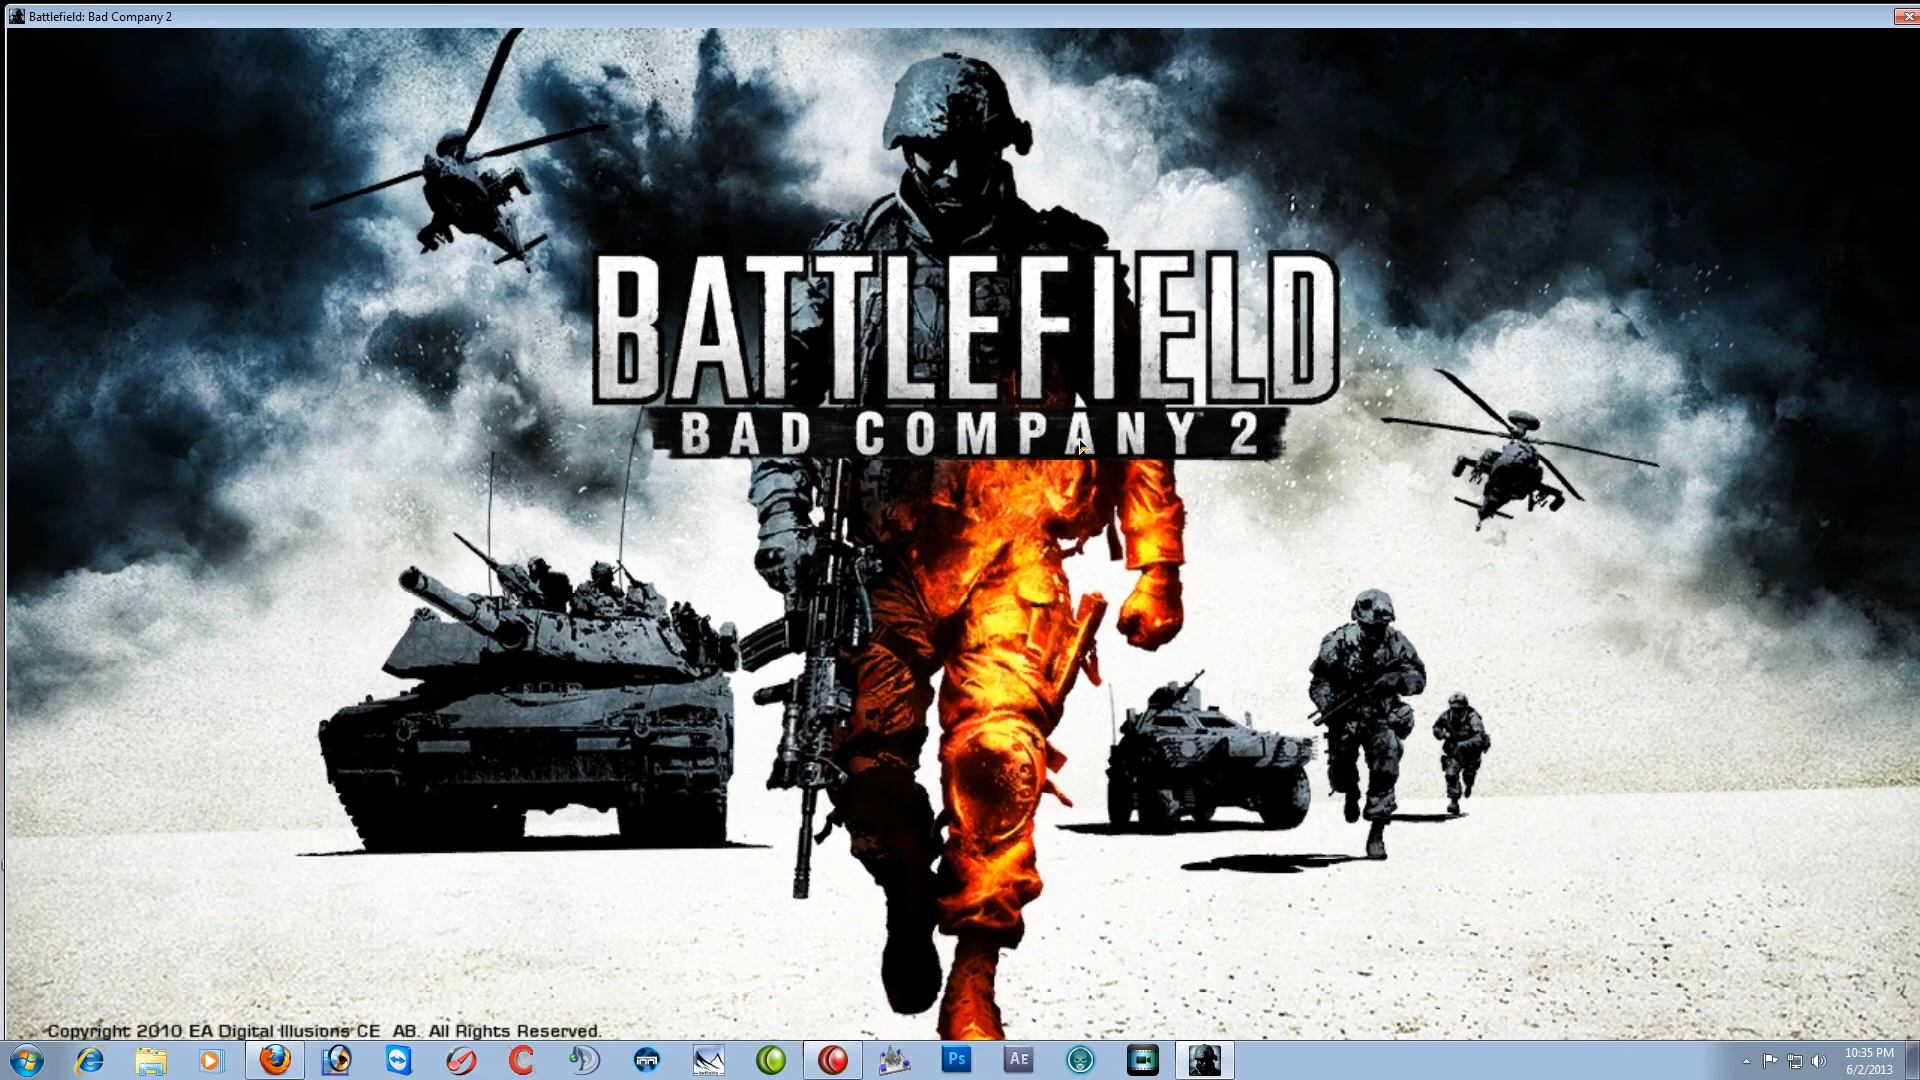 Battlefield: Bad Company 2
BATTLEFIELD
BAD COMPANY 2
Copyright 2010 EA Digital Illusions CE AB. All Rights Reserved.
Ps
AE
10:35 PM
6/2/2013